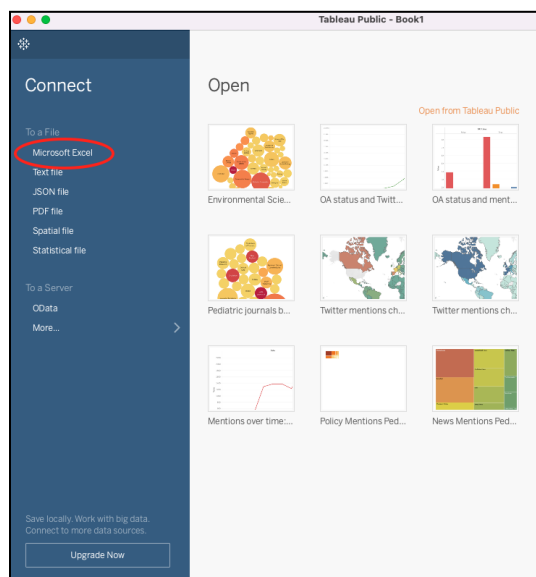 Tableau Public - Book1
Connect
To a File
Microsoft Excel
Text file
JSON file
PDF file
Spatial file
Statistical file
To a Server
OData
More...
Save locally. Work with big data.
Connect to more data sources.
Upgrade Now
Open
Open from Tableau Public
Environmental Scie...
OA status and Twitt...
OA status and ment...
Pediatric journals b...
Twitter mentions ch...
Twitter mentions ch...
Mentions over time:...
Policy Mentions Ped...
News Mentions Ped...